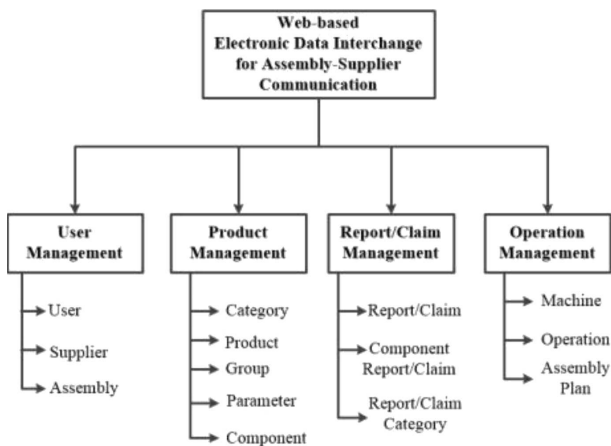 Web-based
Electronic Data Interchange
for Assembly-Supplier
Communication
User
Management
User
Supplier
Assembly
Product
Management
Category
Product
Group
Parameter
Component
Report/Claim
Management
Report/Claim
Component
Report/Claim
Report/Claim
Category
Operation
Management
Machine
Operation
Assembly
Plan